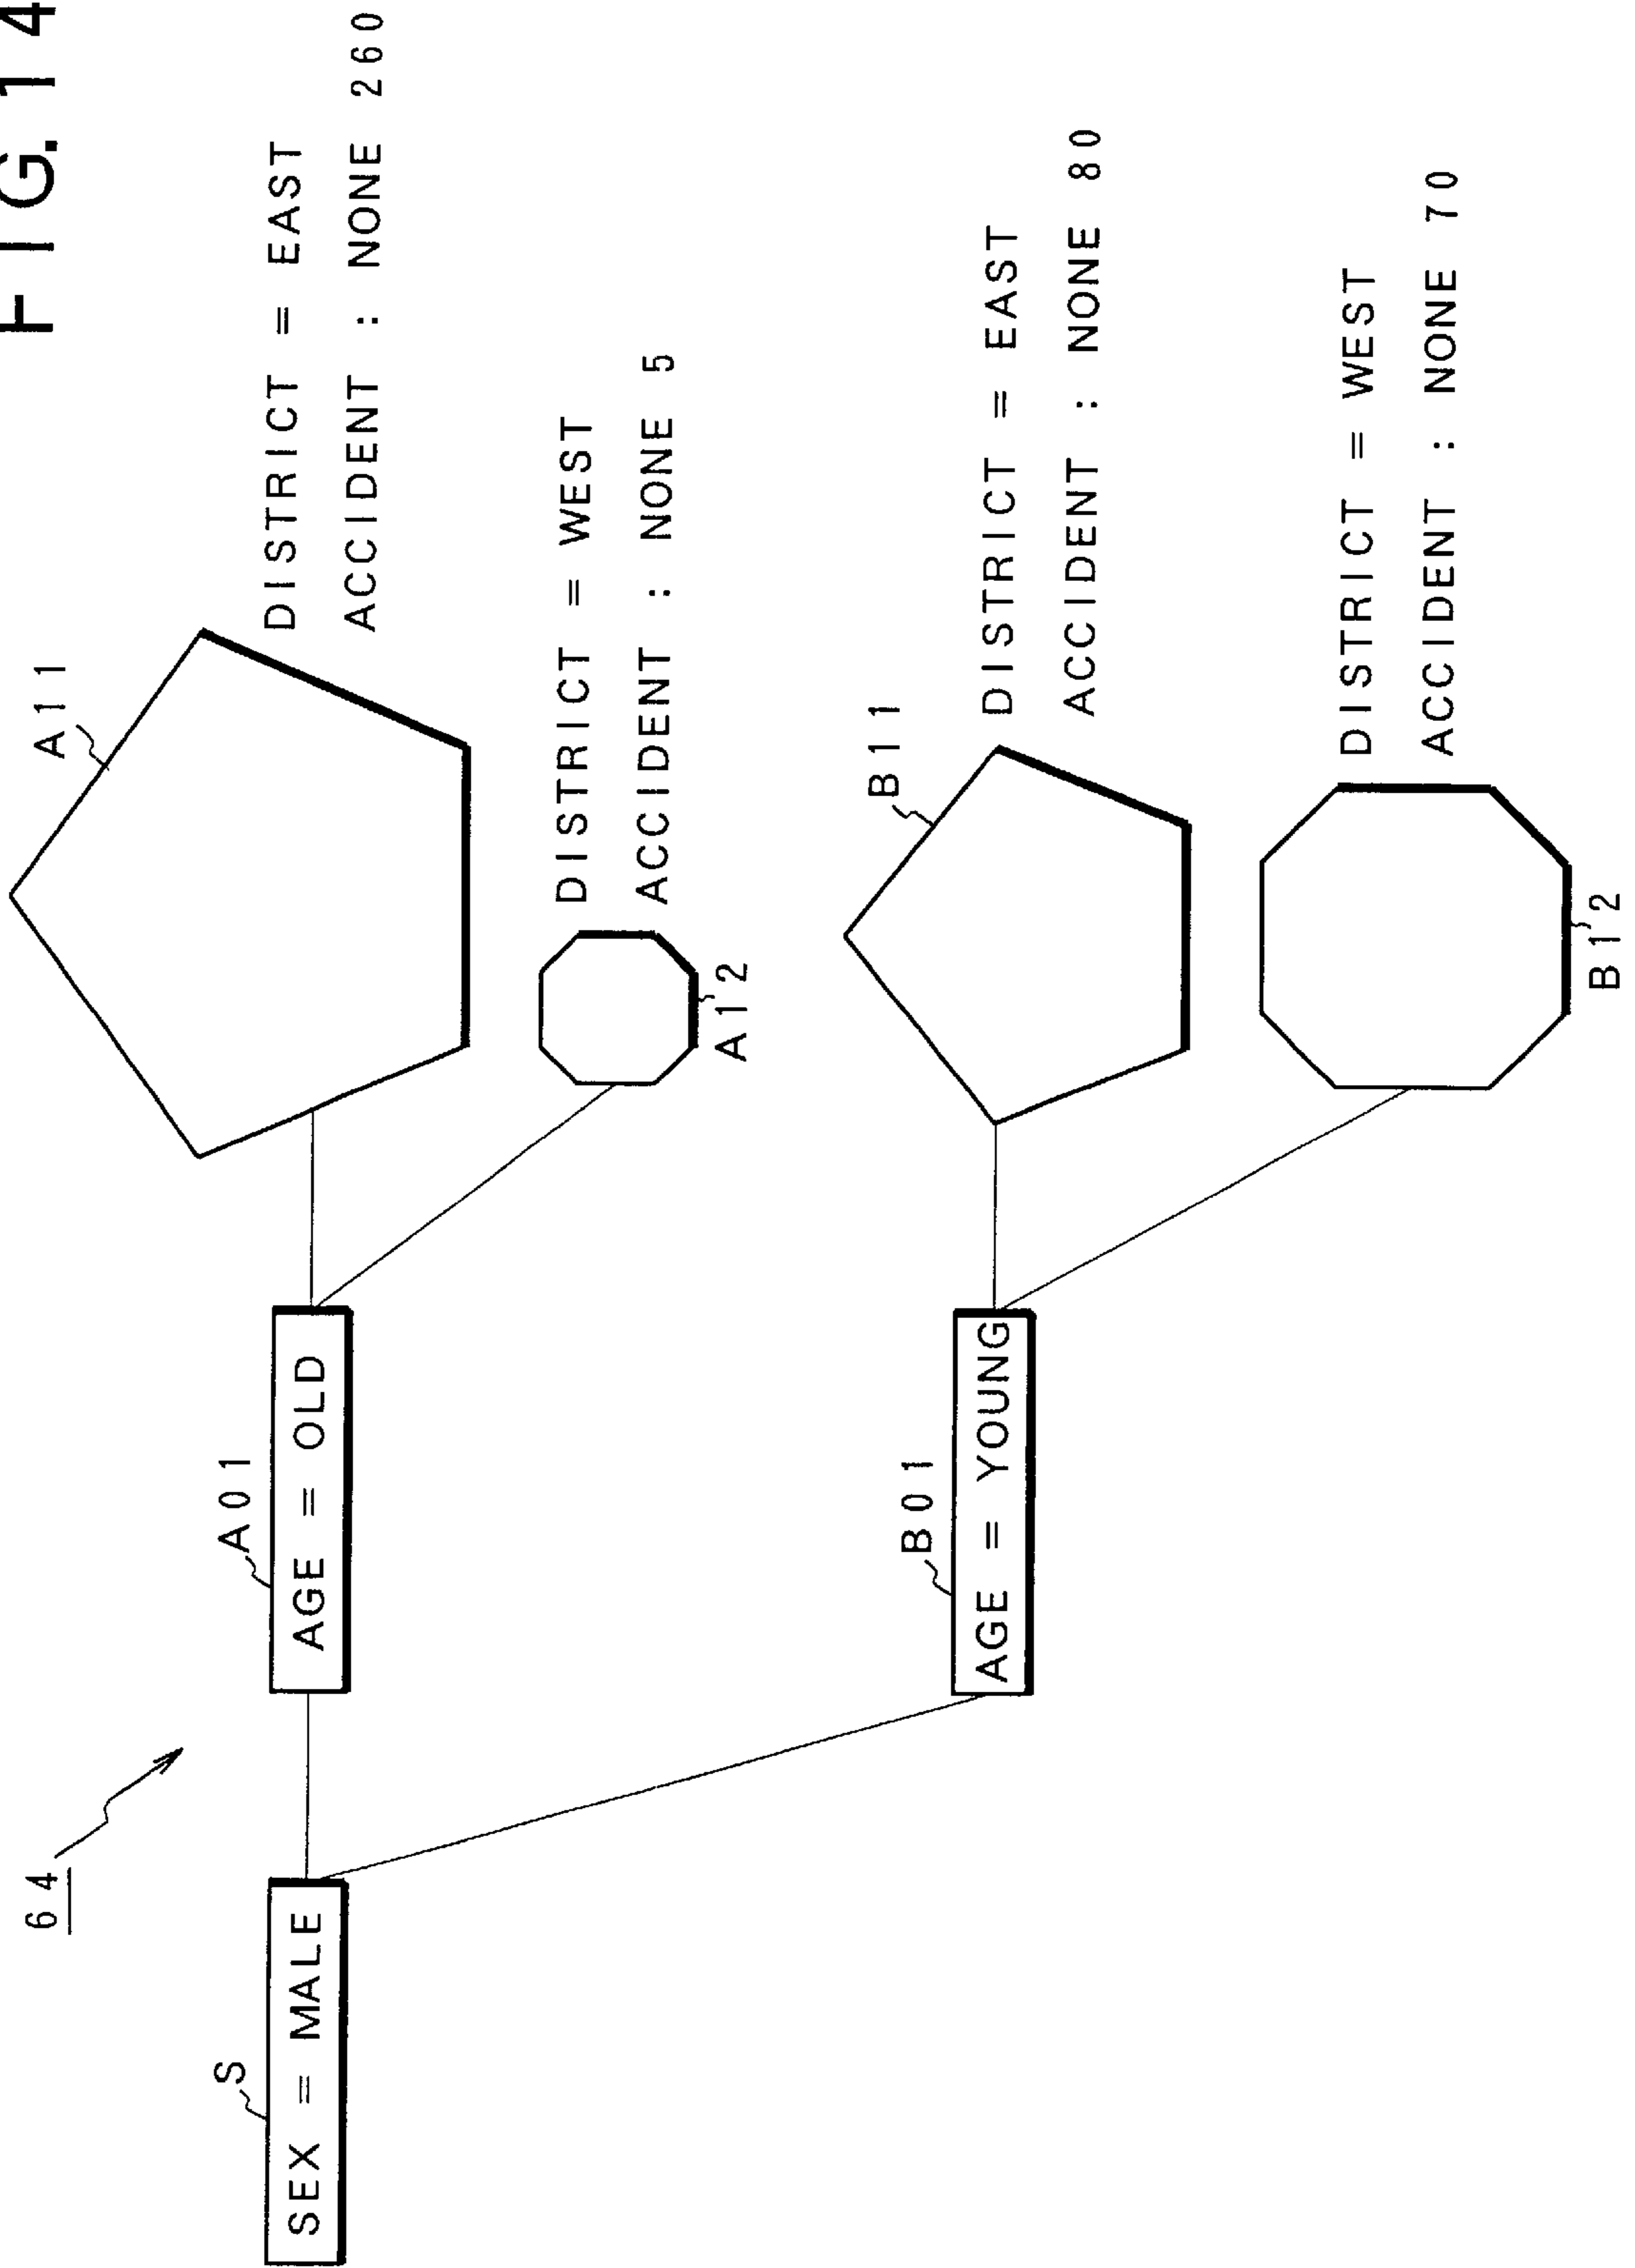 FIG. 14
64
S
SEX = MALE
A01
AGE = OLD
A11
DISTRICT = EAST
ACCIDENT : NONE 260
A12
DISTRICT = WEST
ACCIDENT : NONE 5
B01
AGE = YOUNG
B11
DISTRICT = EAST
ACCIDENT : NONE 80
B12
DISTRICT = WEST
ACCIDENT : NONE 70